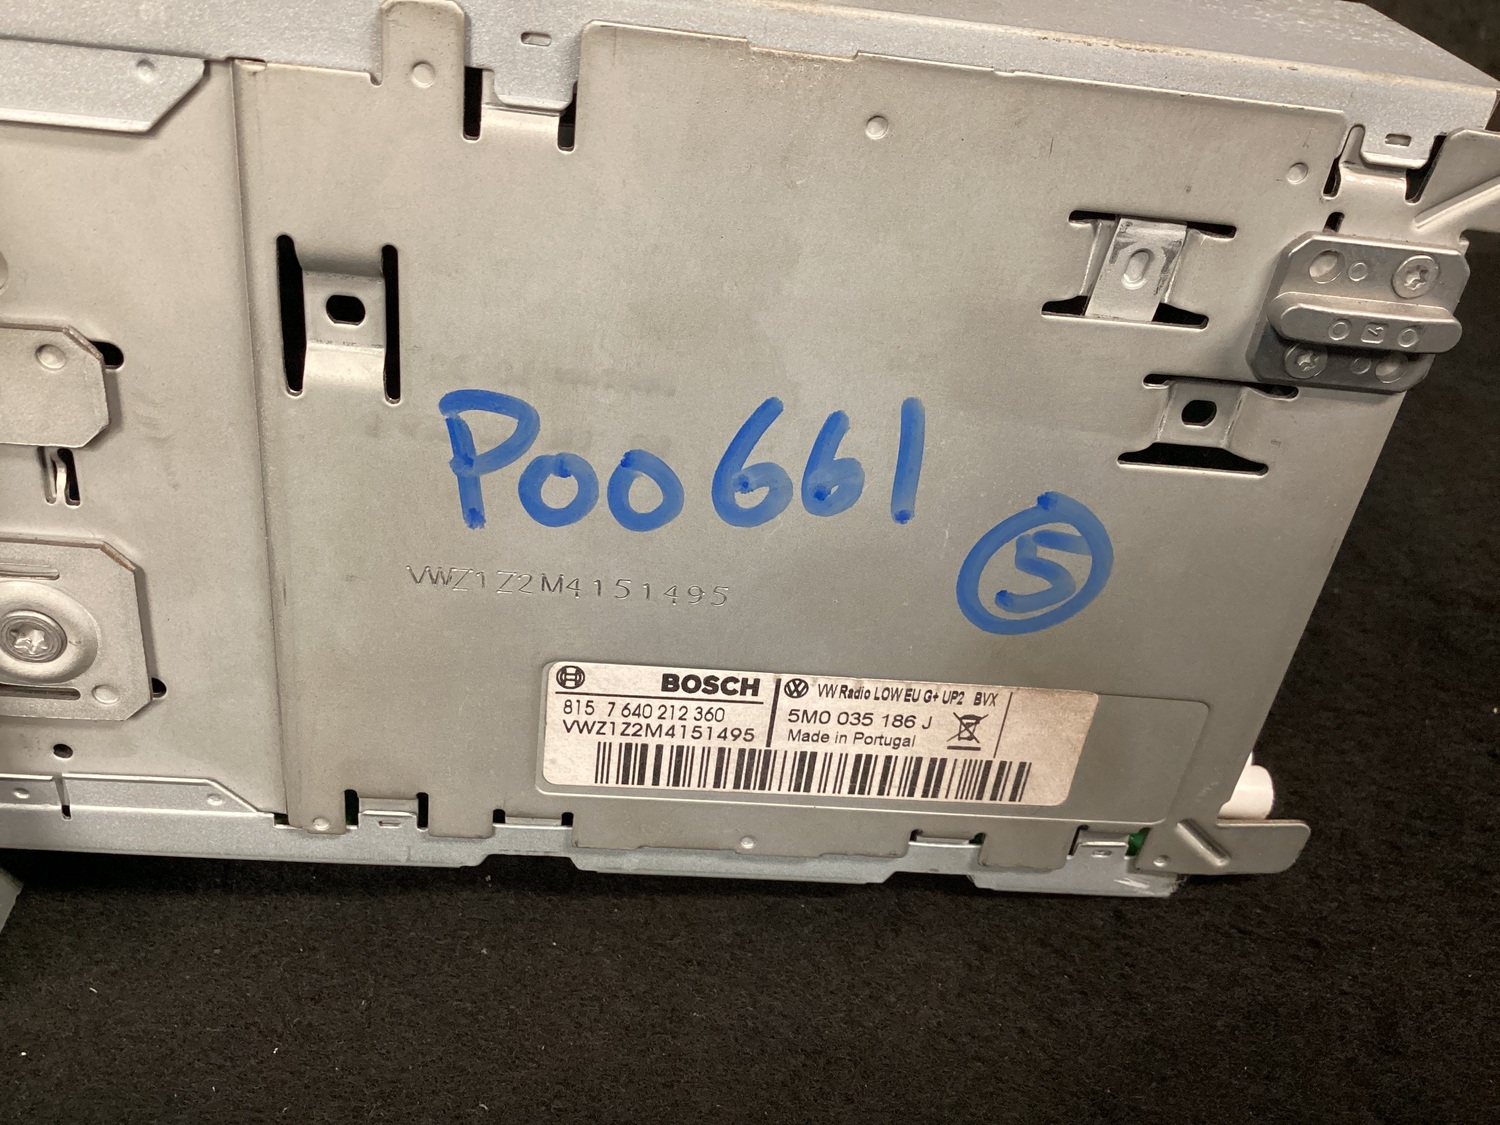 P00661
5
VWZ1Z2M4151495
BOSCH
815 7 640 212 360
VWZ1Z2M4151495
VW Radio LOW EU G+ UP2 BVX
5M0 035 186 J
Made in Portugal